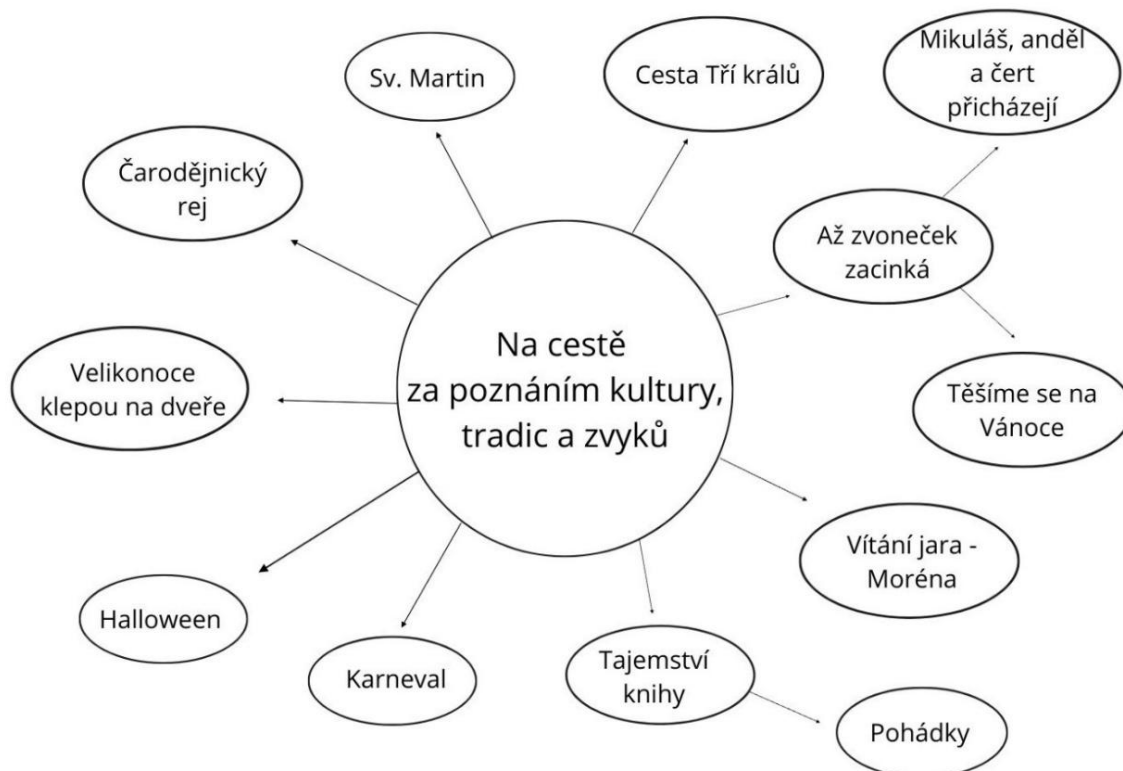 Mikuláš, anděl
a čert
přicházejí
Sv. Martin
Cesta Tří králů
Čarodějnický
rej
Až zvoneček
zacinká
Na cestě
za poznáním kultury,
tradic a zvyků
Velikonoce
klepou na dveře
Těšíme se na
Vánoce
Vítání jara -
Moréna
Halloween
Karneval
Tajemství
knihy
Pohádky